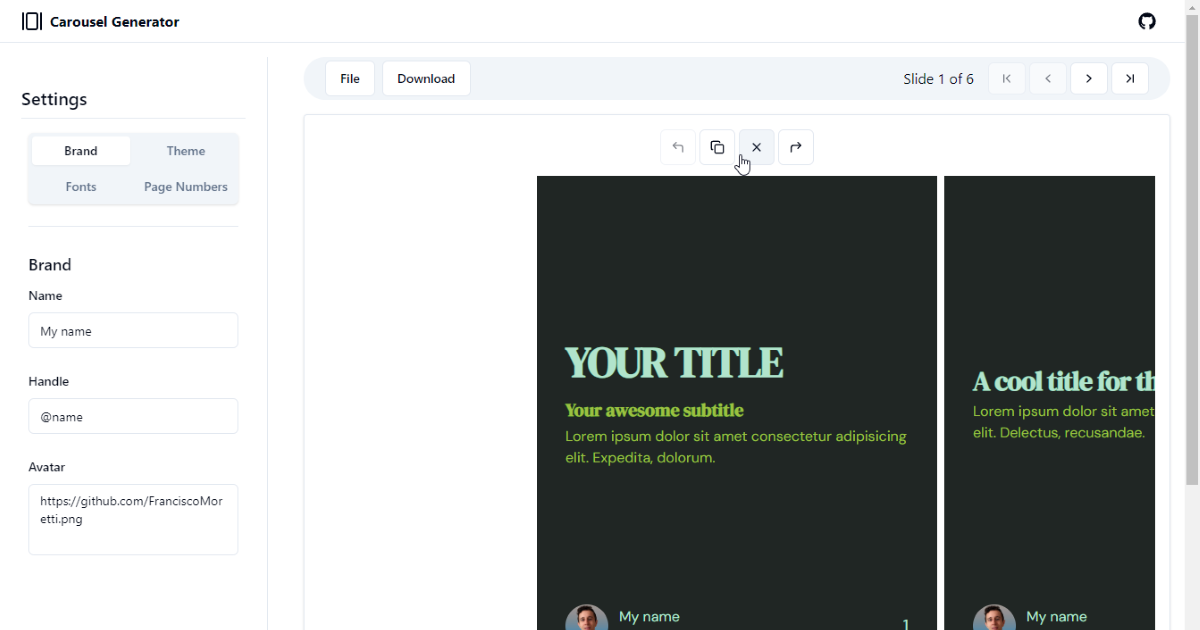 Carousel Generator
File
Download
Slide 1 of 6
Settings
Brand
Theme
Fonts
Page Numbers
Brand
Name
My name
Handle
@name
Avatar
https://github.com/FranciscoMor
etti.png
YOUR TITLE
Your awesome subtitle
Lorem ipsum dolor sit amet consectetur adipisicing
elit. Expedita, dolorum.
My name
1
A cool title for th
Lorem ipsum dolor sit amet
elit. Delectus, recusandae.
My name